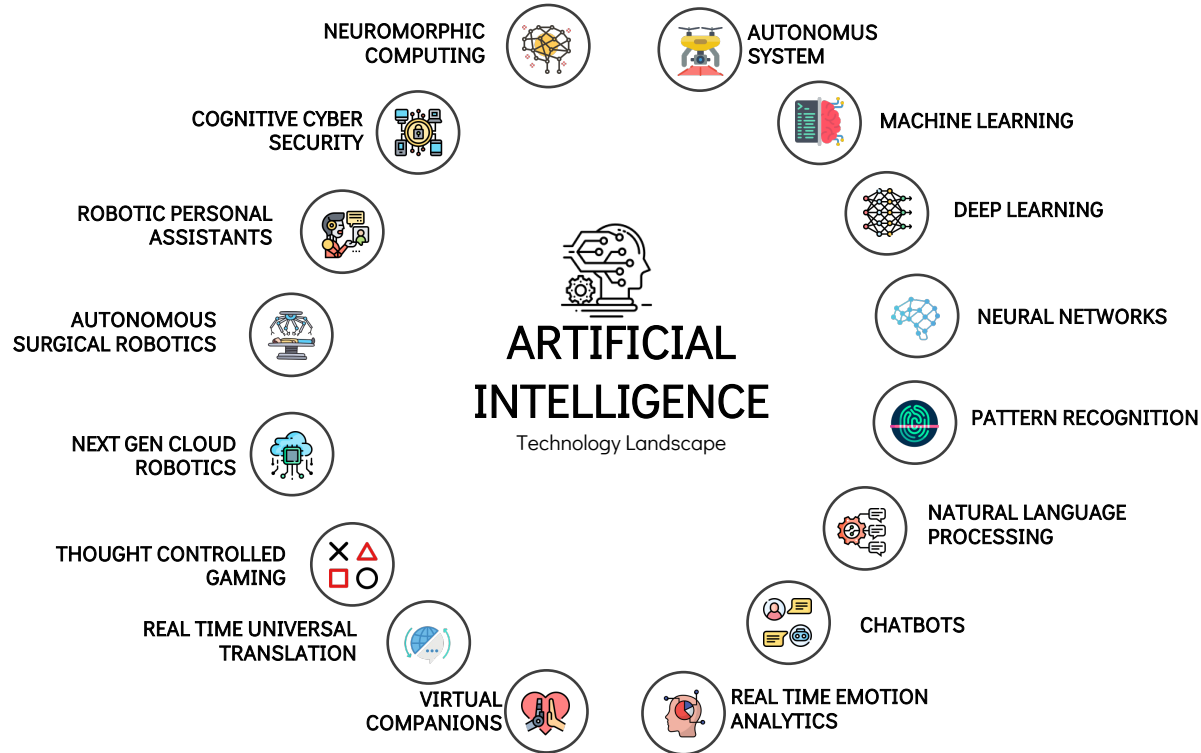 NEUROMORPHIC
COMPUTING
AUTONOMUS
SYSTEM
COGNITIVE CYBER
SECURITY
MACHINE LEARNING
ROBOTIC PERSONAL
ASSISTANTS
DEEP LEARNING
AUTONOMOUS
SURGICAL ROBOTICS
NEURAL NETWORKS
ARTIFICIAL
INTELLIGENCE
Technology Landscape
NEXT GEN CLOUD
ROBOTICS
PATTERN RECOGNITION
THOUGHT CONTROLLED
GAMING
NATURAL LANGUAGE
PROCESSING
REAL TIME UNIVERSAL
TRANSLATION
CHATBOTS
VIRTUAL
COMPANIONS
REAL TIME EMOTION
ANALYTICS